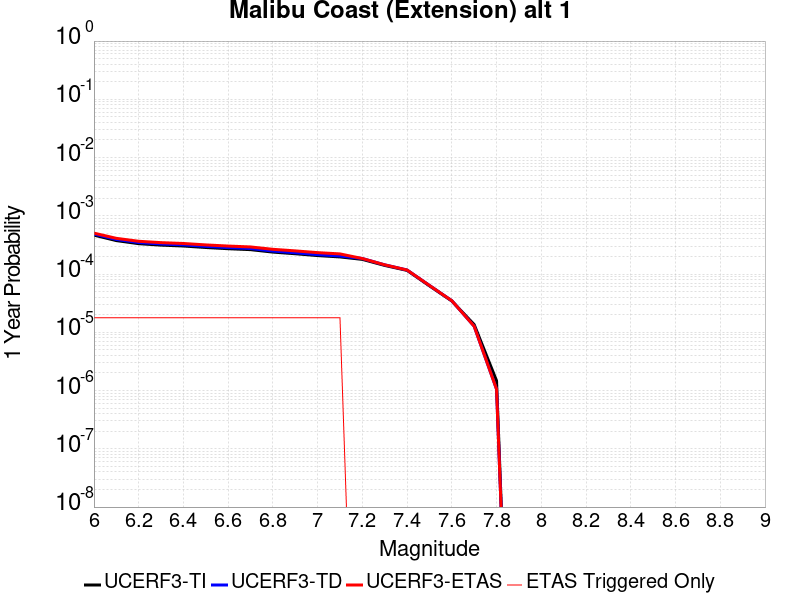 Malibu Coast (Extension) alt 1
10^0
10^-1
10^-2
10^-3
10^-4
10^-5
10^-6
10^-7
10^-8
1 Year Probability
6 6.2 6.4 6.6 6.8 7 7.2 7.4 7.6 7.8 8 8.2 8.4 8.6 8.8 9
Magnitude
UCERF3-TI UCERF3-TD UCERF3-ETAS ETAS Triggered Only